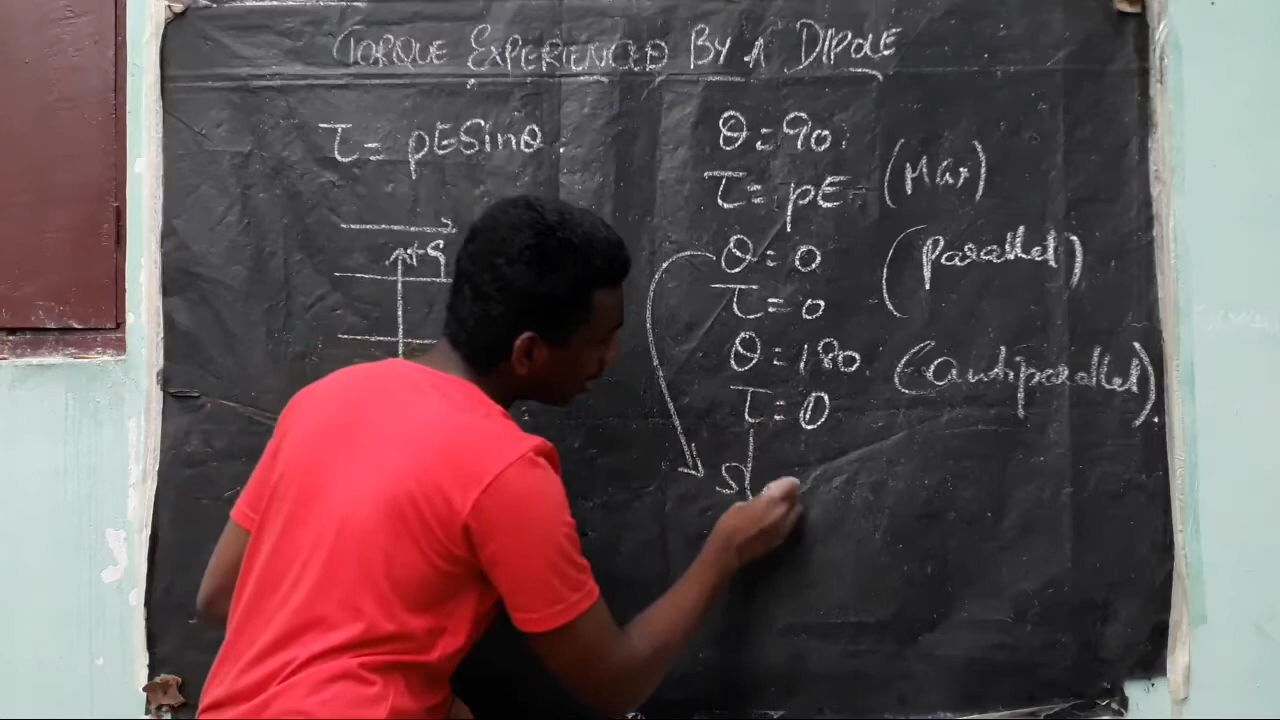 TORQUE EXPERIENCED BY A DIPOLE
τ = pESinθ.
+q
θ = 90.
τ = pE (Max)
θ = 0 (parallel)
τ = 0
θ = 180. (antiparallel).
τ = 0